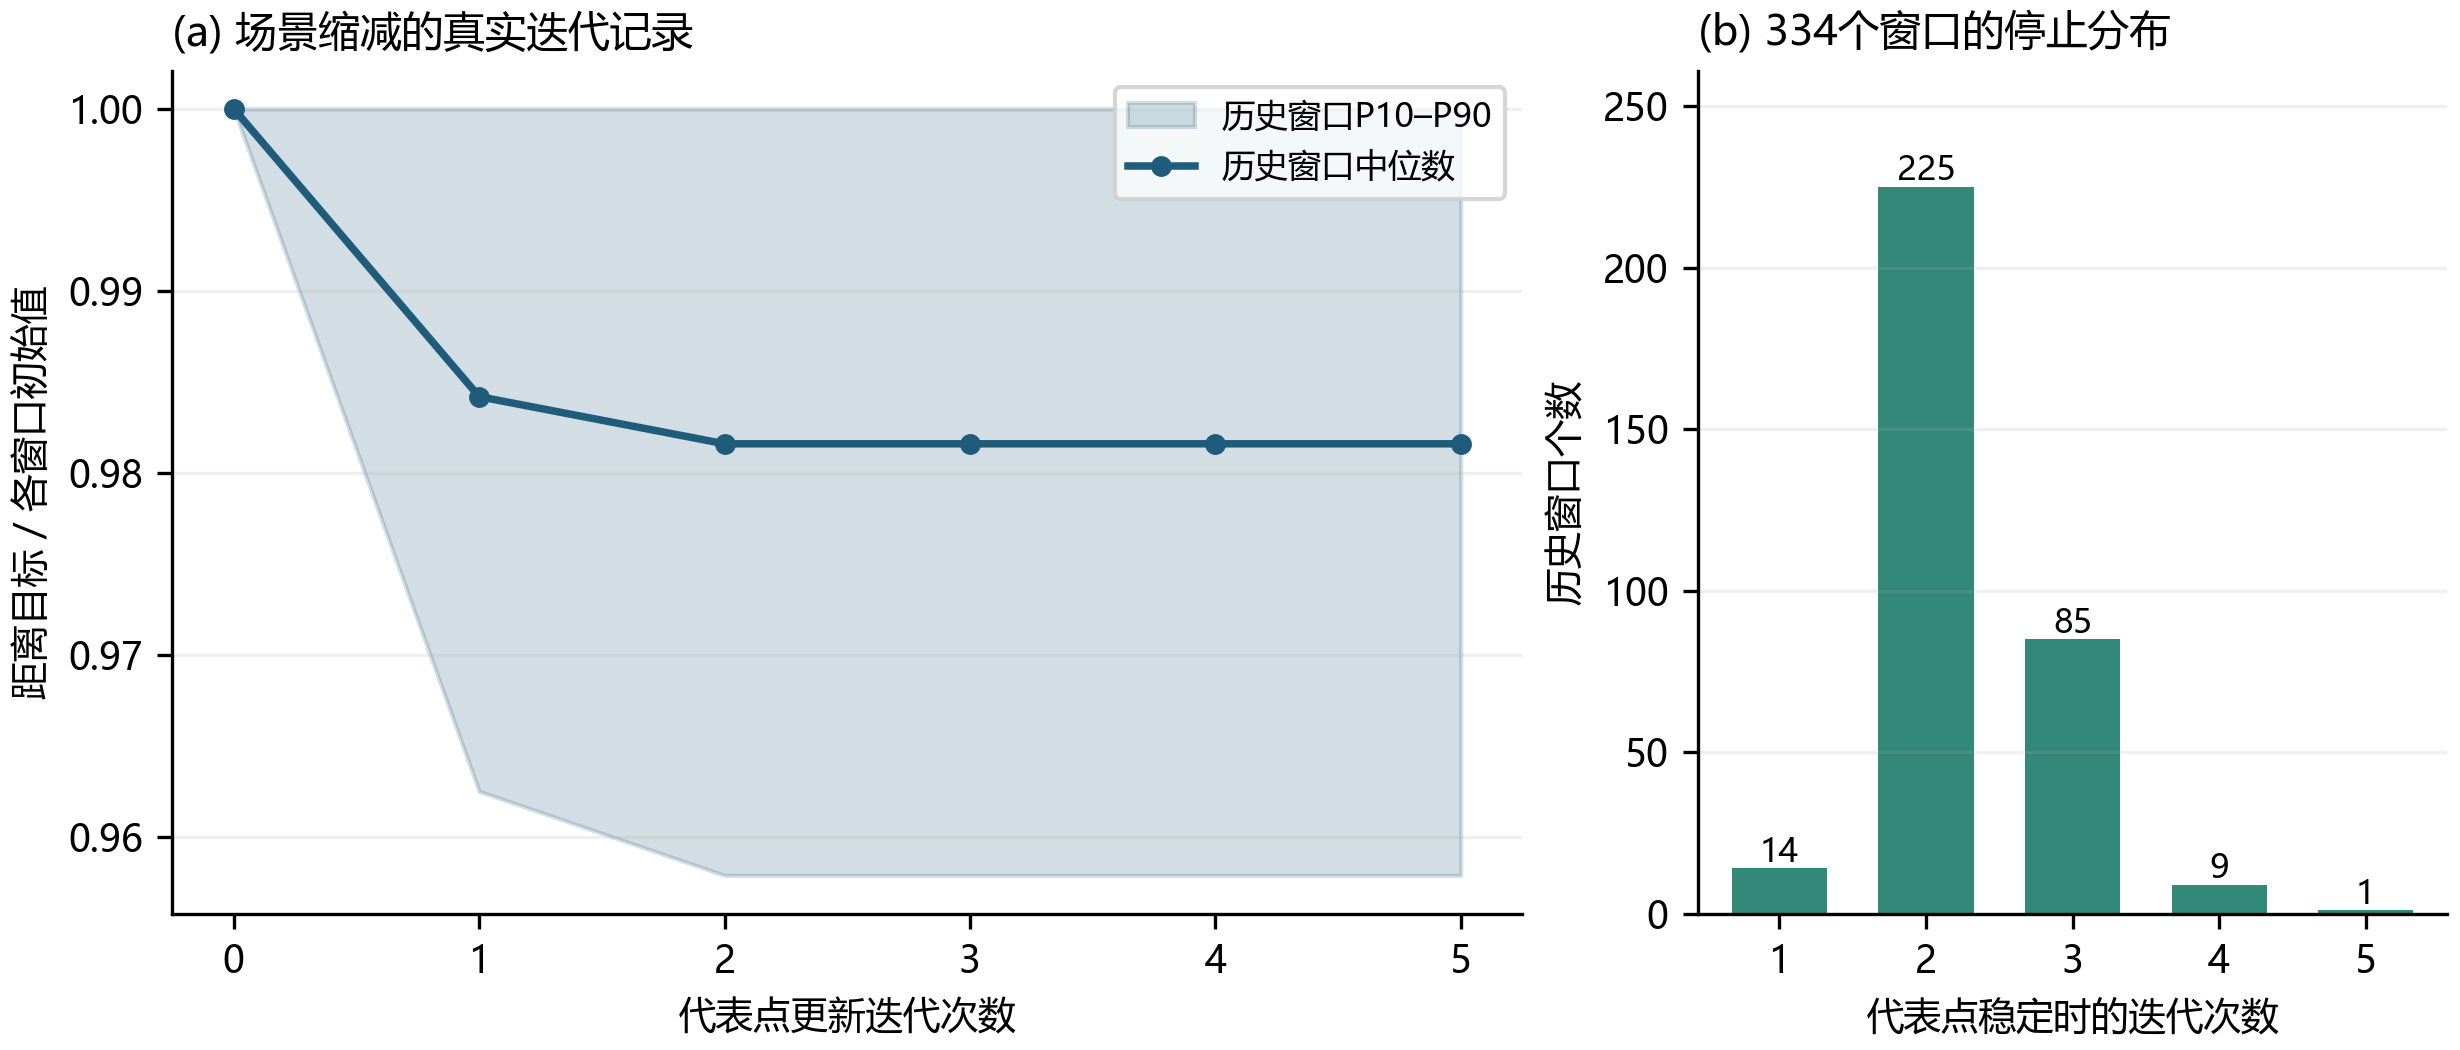 (a) 场景缩减的真实迭代记录
历史窗口P10–P90
历史窗口中位数
距离目标 / 各窗口初始值
1.00
0.99
0.98
0.97
0.96
0 1 2 3 4 5
代表点更新迭代次数
(b) 334个窗口的停止分布
历史窗口个数
250
200
150
100
50
0
14
225
85
9
1
1 2 3 4 5
代表点稳定时的迭代次数